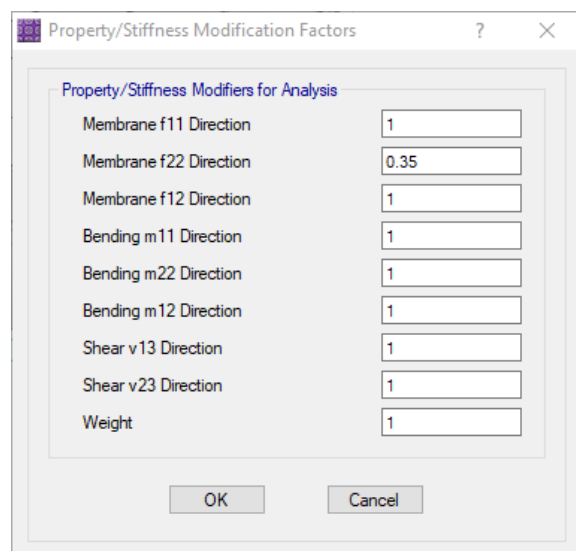 Property/Stiffness Modification Factors ?
Property/Stiffness Modifiers for Analysis
Membrane f11 Direction 1
Membrane f22 Direction 0.35
Membrane f12 Direction 1
Bending m11 Direction 1
Bending m22 Direction 1
Bending m12 Direction 1
Shear v13 Direction 1
Shear v23 Direction 1
Weight 1
OK Cancel